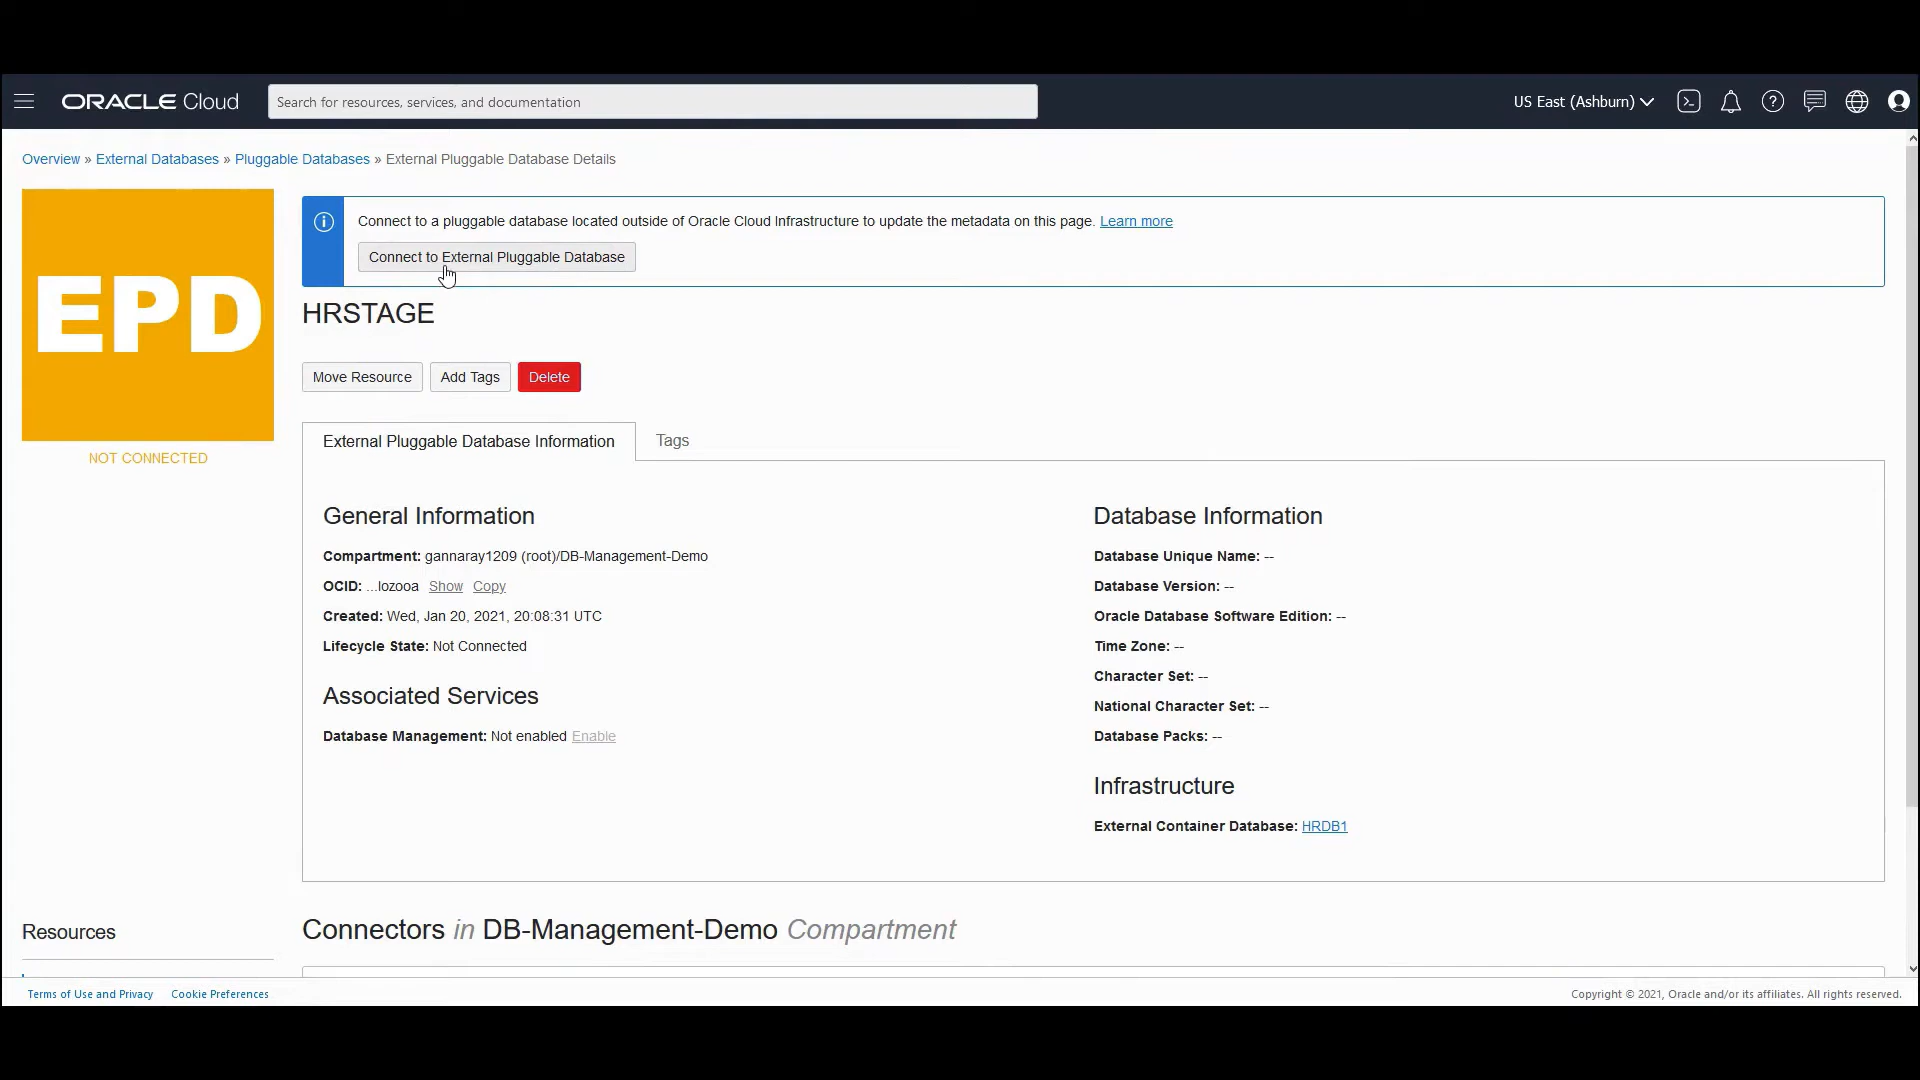 ORACLE Cloud
Search for resources, services, and documentation
US East (Ashburn)
Overview » External Databases » Pluggable Databases » External Pluggable Database Details
EPD
NOT CONNECTED
Connect to a pluggable database located outside of Oracle Cloud Infrastructure to update the metadata on this page. Learn more
Connect to External Pluggable Database
HRSTAGE
Move Resource
Add Tags
Delete
External Pluggable Database Information
Tags
General Information
Compartment: gannaray1209 (root)/DB-Management-Demo
OCID: ...lozooa Show Copy
Created: Wed, Jan 20, 2021, 20:08:31 UTC
Lifecycle State: Not Connected
Associated Services
Database Management: Not enabled Enable
Database Information
Database Unique Name: --
Database Version: --
Oracle Database Software Edition: --
Time Zone: --
Character Set: --
National Character Set: --
Database Packs: --
Infrastructure
External Container Database: HRDB1
Resources
Connectors in DB-Management-Demo Compartment
Terms of Use and Privacy
Cookie Preferences
Copyright © 2021, Oracle and/or its affiliates. All rights reserved.